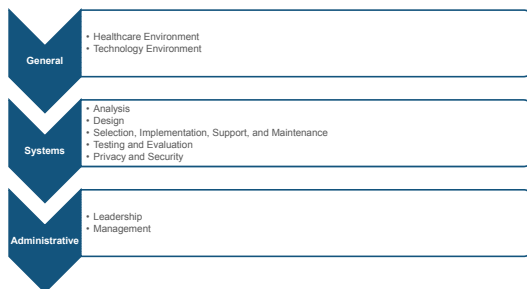 General
• Healthcare Environment
• Technology Environment
Systems
• Analysis
• Design
• Selection, Implementation, Support, and Maintenance
• Testing and Evaluation
• Privacy and Security
Administrative
• Leadership
• Management